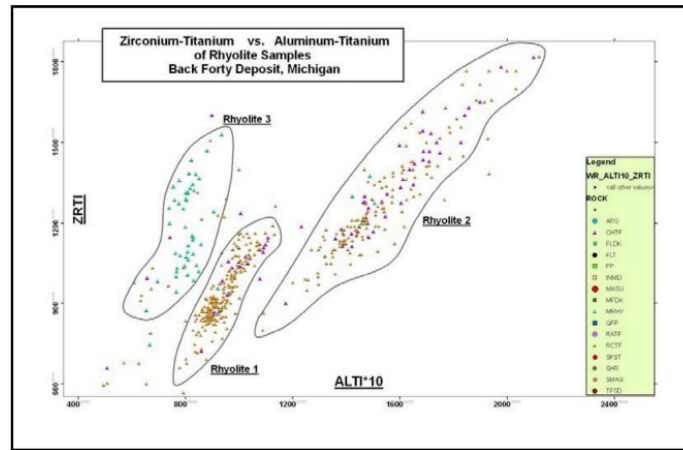 Zirconium-Titanium vs. Aluminum-Titanium
of Rhyolite Samples
Back Forty Deposit, Michigan
1800
1500
1200
900
600
ZRTI
Rhyolite 3
Rhyolite 2
Rhyolite 1
ALTI*10
400
800
1200
1600
2000
2400
Legend
WR_ALTI10_ZRTI
<all other values>
ROCK
ARG
CHTF
FLDK
FLT
FP
INMD
MASU
MFDK
MRHY
QFP
RATF
RCTF
SFST
SHR
SMAS
TFSD